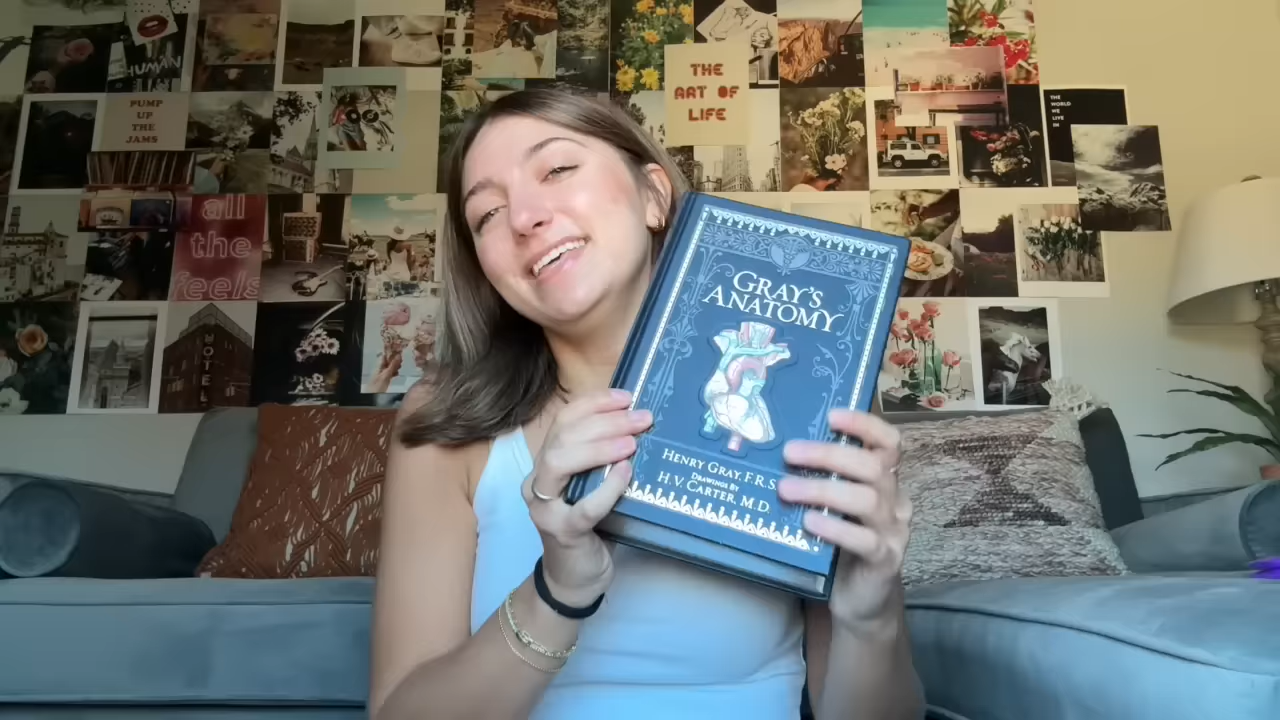 HUMAN
PUMP
UP
THE
JAMS
THE
ART OF
LIFE
THE
WORLD
WE
LIVE
IN
all
the
feels
MOTEL
GRAY'S
ANATOMY
HENRY GRAY, F.R.S.
DRAWINGS BY
H.V. CARTER, M.D.